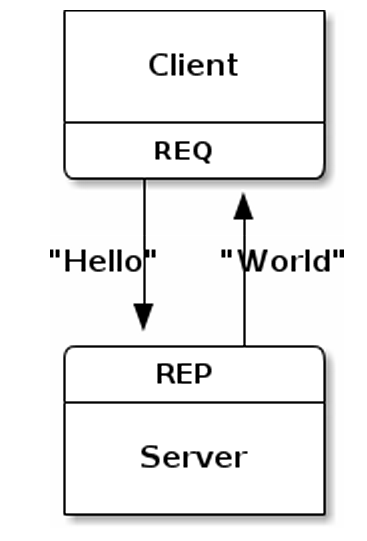 Client
REQ
"Hello" "World"
REP
Server